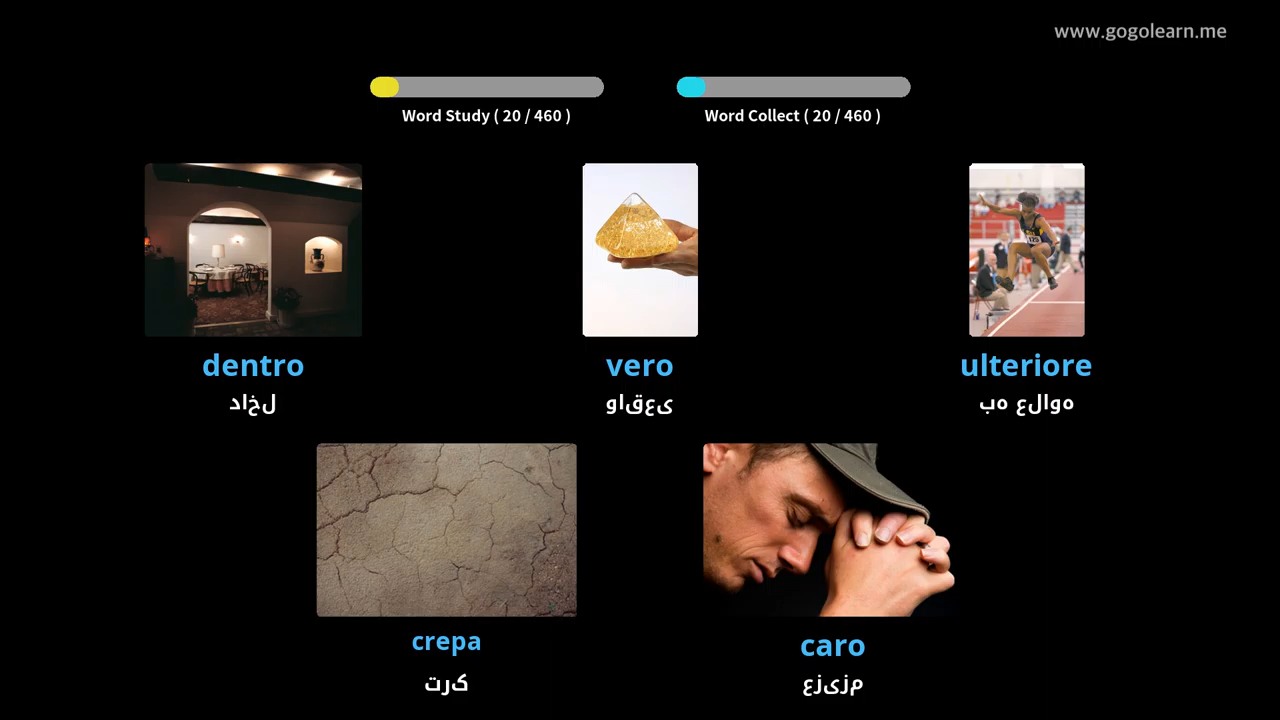 www.gogolearn.me
Word Study ( 20 / 460 )
Word Collect ( 20 / 460 )
dentro
لخاد
vero
یعقاو
ulteriore
هوالع هب
crepa
کرت
caro
مزیزع